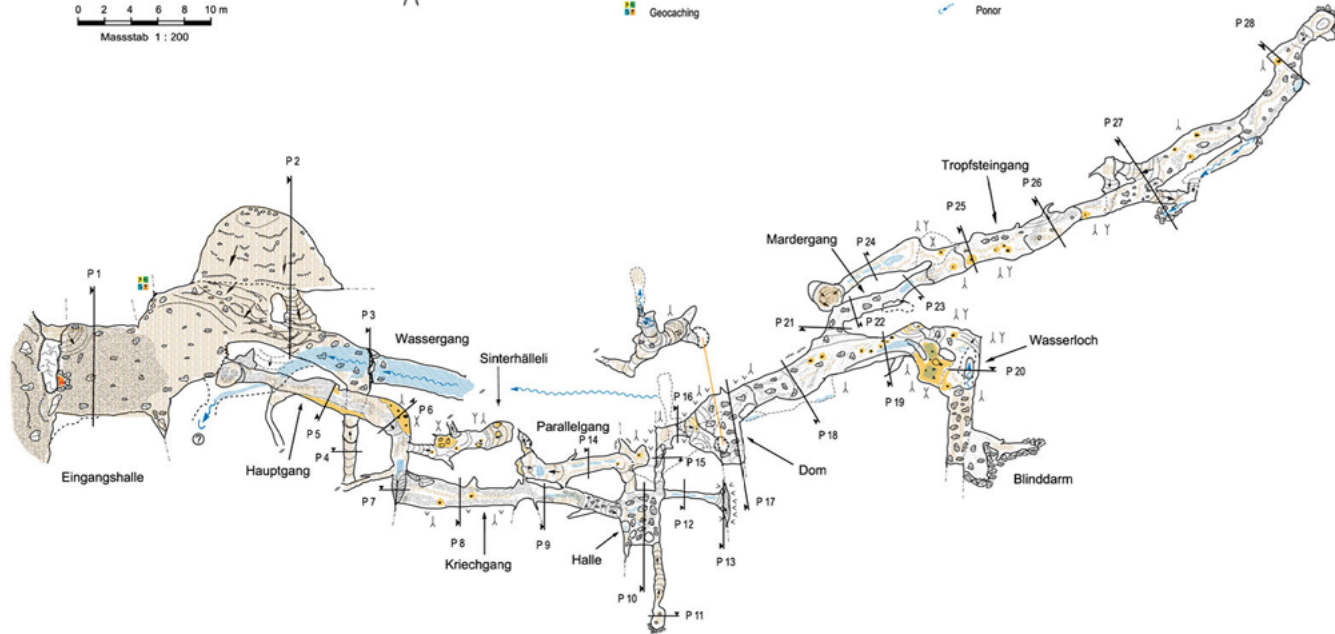 0 2 4 6 8 10 m
Massstab 1 : 200
Geocaching
Ponor
P 28
P 27
Tropfsteingang
P 26
P 25
P 2
Mardergang
P 24
P 1
P 23
P 3
Wassergang
P 21
P 22
Wasserloch
Sinterhälleli
P 20
P 16
P 19
Parallelgang
P 18
P 6
P 5
P 14
?
Hauptgang
P 4
P 15
Dom
Eingangshalle
Blinddarm
P 7
P 17
P 12
P 8
P 9
Halle
P 13
Kriechgang
P 10
P 11